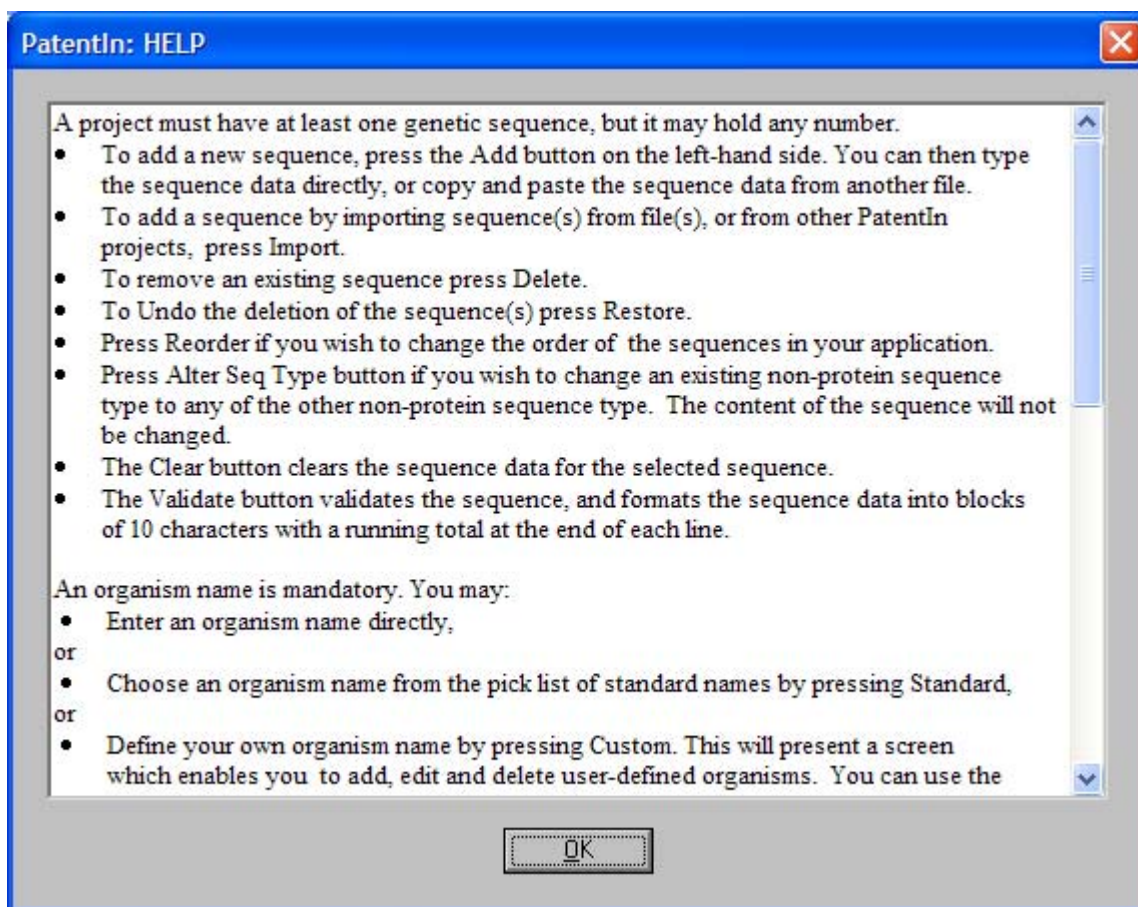 PatentIn: HELP
A project must have at least one genetic sequence, but it may hold any number.
• To add a new sequence, press the Add button on the left-hand side. You can then type
the sequence data directly, or copy and paste the sequence data from another file.
• To add a sequence by importing sequence(s) from file(s), or from other PatentIn
projects, press Import.
• To remove an existing sequence press Delete.
• To Undo the deletion of the sequence(s) press Restore.
• Press Reorder if you wish to change the order of the sequences in your application.
• Press Alter Seq Type button if you wish to change an existing non-protein sequence
type to any of the other non-protein sequence type. The content of the sequence will not
be changed.
• The Clear button clears the sequence data for the selected sequence.
• The Validate button validates the sequence, and formats the sequence data into blocks
of 10 characters with a running total at the end of each line.
An organism name is mandatory. You may:
• Enter an organism name directly,
or
• Choose an organism name from the pick list of standard names by pressing Standard,
or
• Define your own organism name by pressing Custom. This will present a screen
which enables you to add, edit and delete user-defined organisms. You can use the
OK